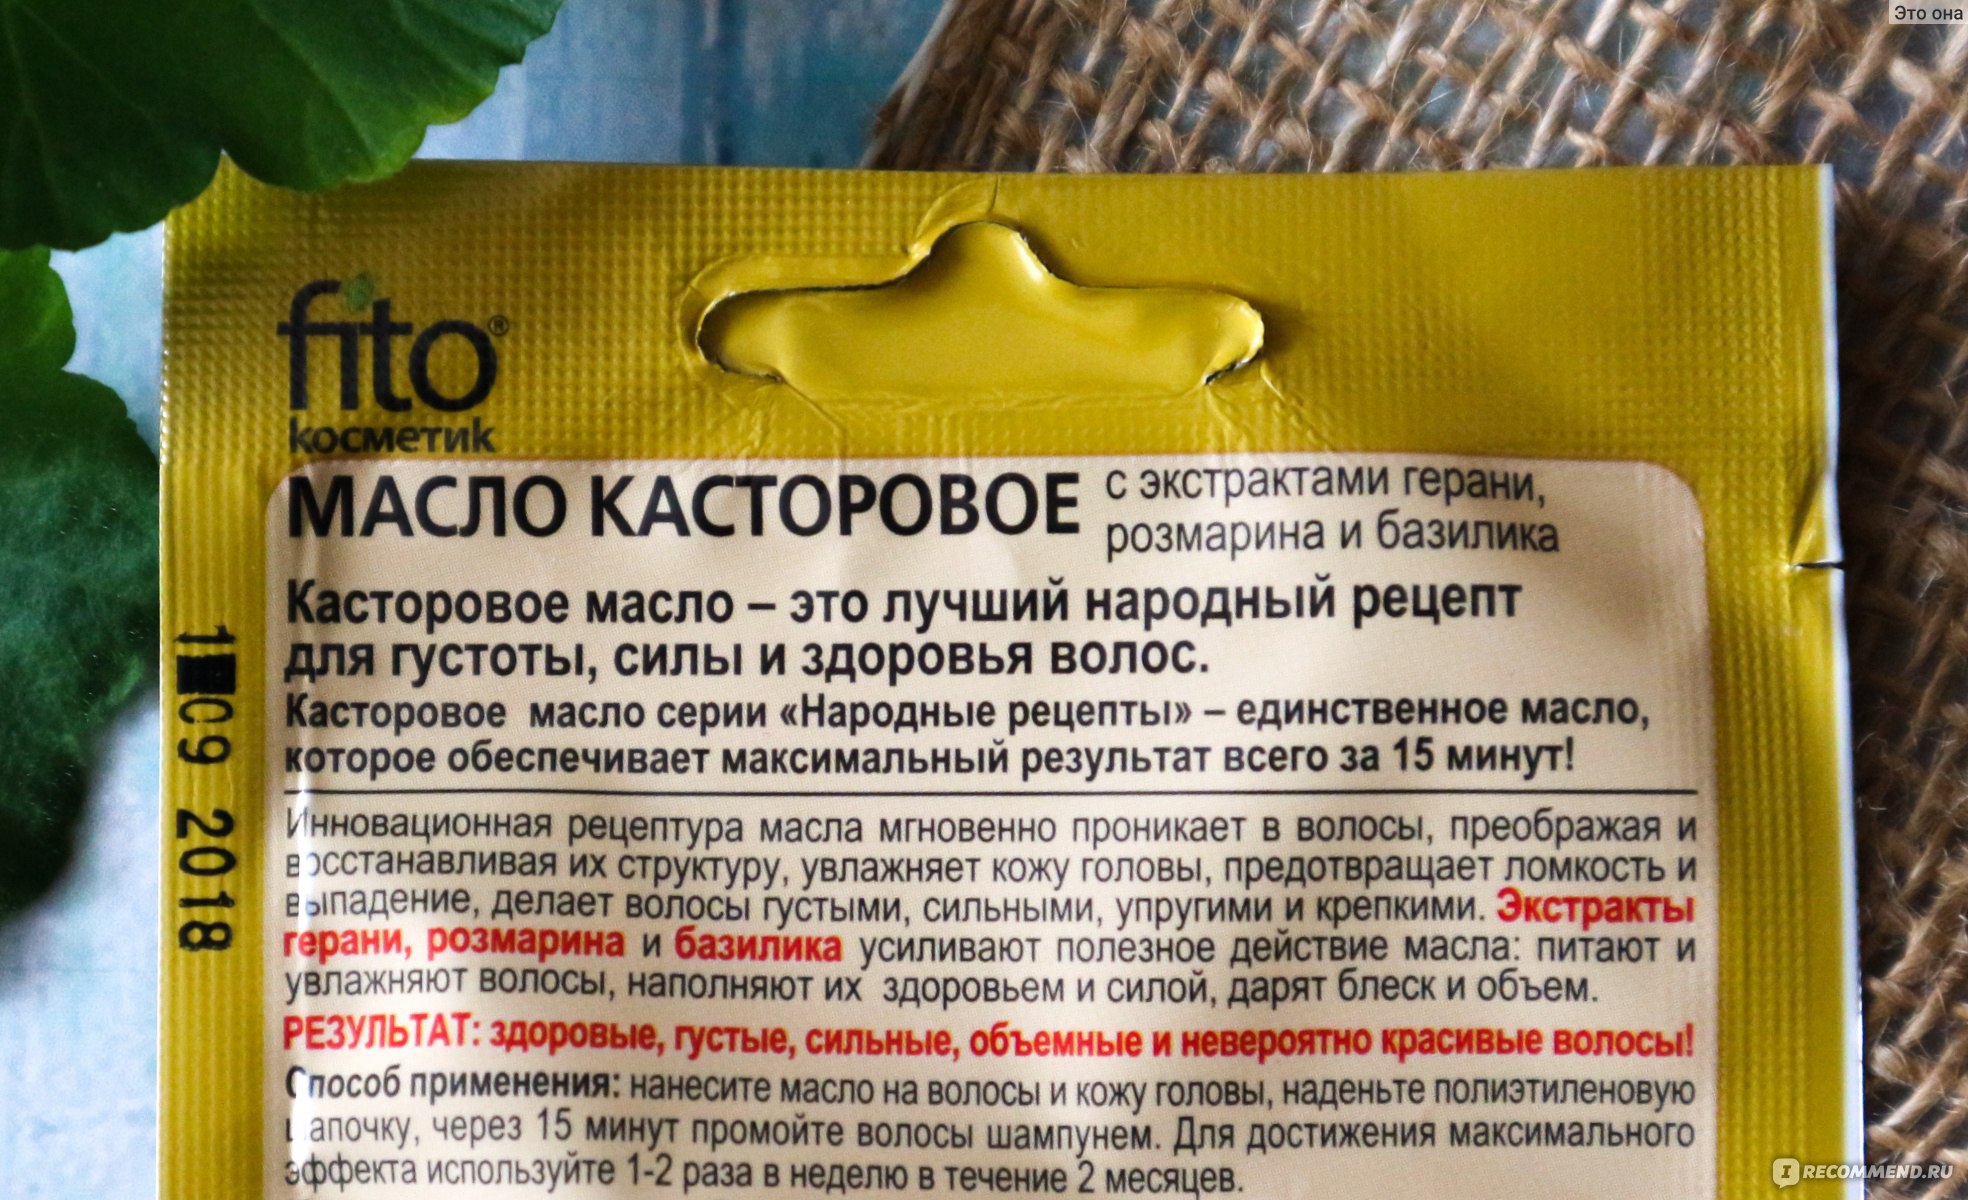 Это она
fito®
косметик
МАСЛО КАСТОРОВОЕ
с экстрактами герани,
розмарина и базилика
Касторовое масло – это лучший народный рецепт
для густоты, силы и здоровья волос.
Касторовое масло серии «Народные рецепты» – единственное масло,
которое обеспечивает максимальный результат всего за 15 минут!
Инновационная рецептура масла мгновенно проникает в волосы, преображая и
восстанавливая их структуру, увлажняет кожу головы, предотвращает ломкость и
выпадение, делает волосы густыми, сильными, упругими и крепкими. Экстракты
герани, розмарина и базилика усиливают полезное действие масла: питают и
увлажняют волосы, наполняют их здоровьем и силой, дарят блеск и объем.
РЕЗУЛЬТАТ: здоровые, густые, сильные, объемные и невероятно красивые волосы!
Способ применения: нанесите масло на волосы и кожу головы, наденьте полиэтиленовую
шапочку, через 15 минут промойте волосы шампунем. Для достижения максимального
эффекта используйте 1-2 раза в неделю в течение 2 месяцев.
09 2018
I RECOMMEND.RU